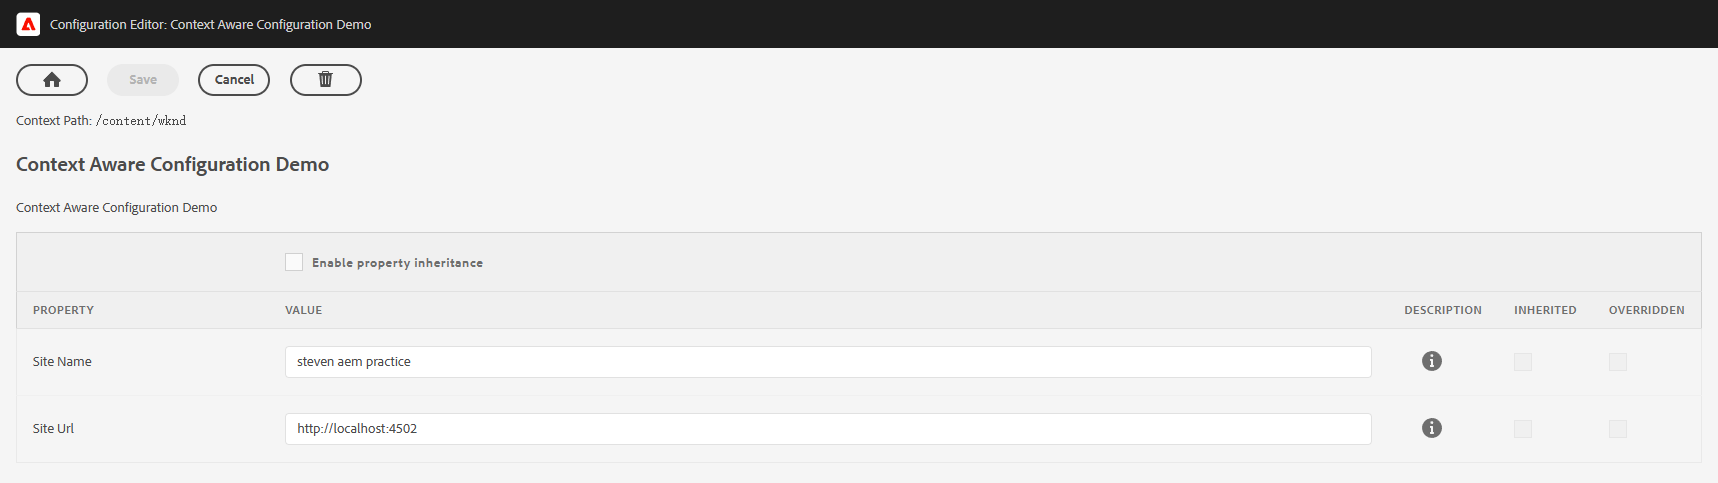 Configuration Editor: Context Aware Configuration Demo
Save Cancel
Context Path: /content/wknd
Context Aware Configuration Demo
Context Aware Configuration Demo
Enable property inheritance
PROPERTY VALUE DESCRIPTION INHERITED OVERRIDDEN
Site Name steven aem practice
Site Url http://localhost:4502